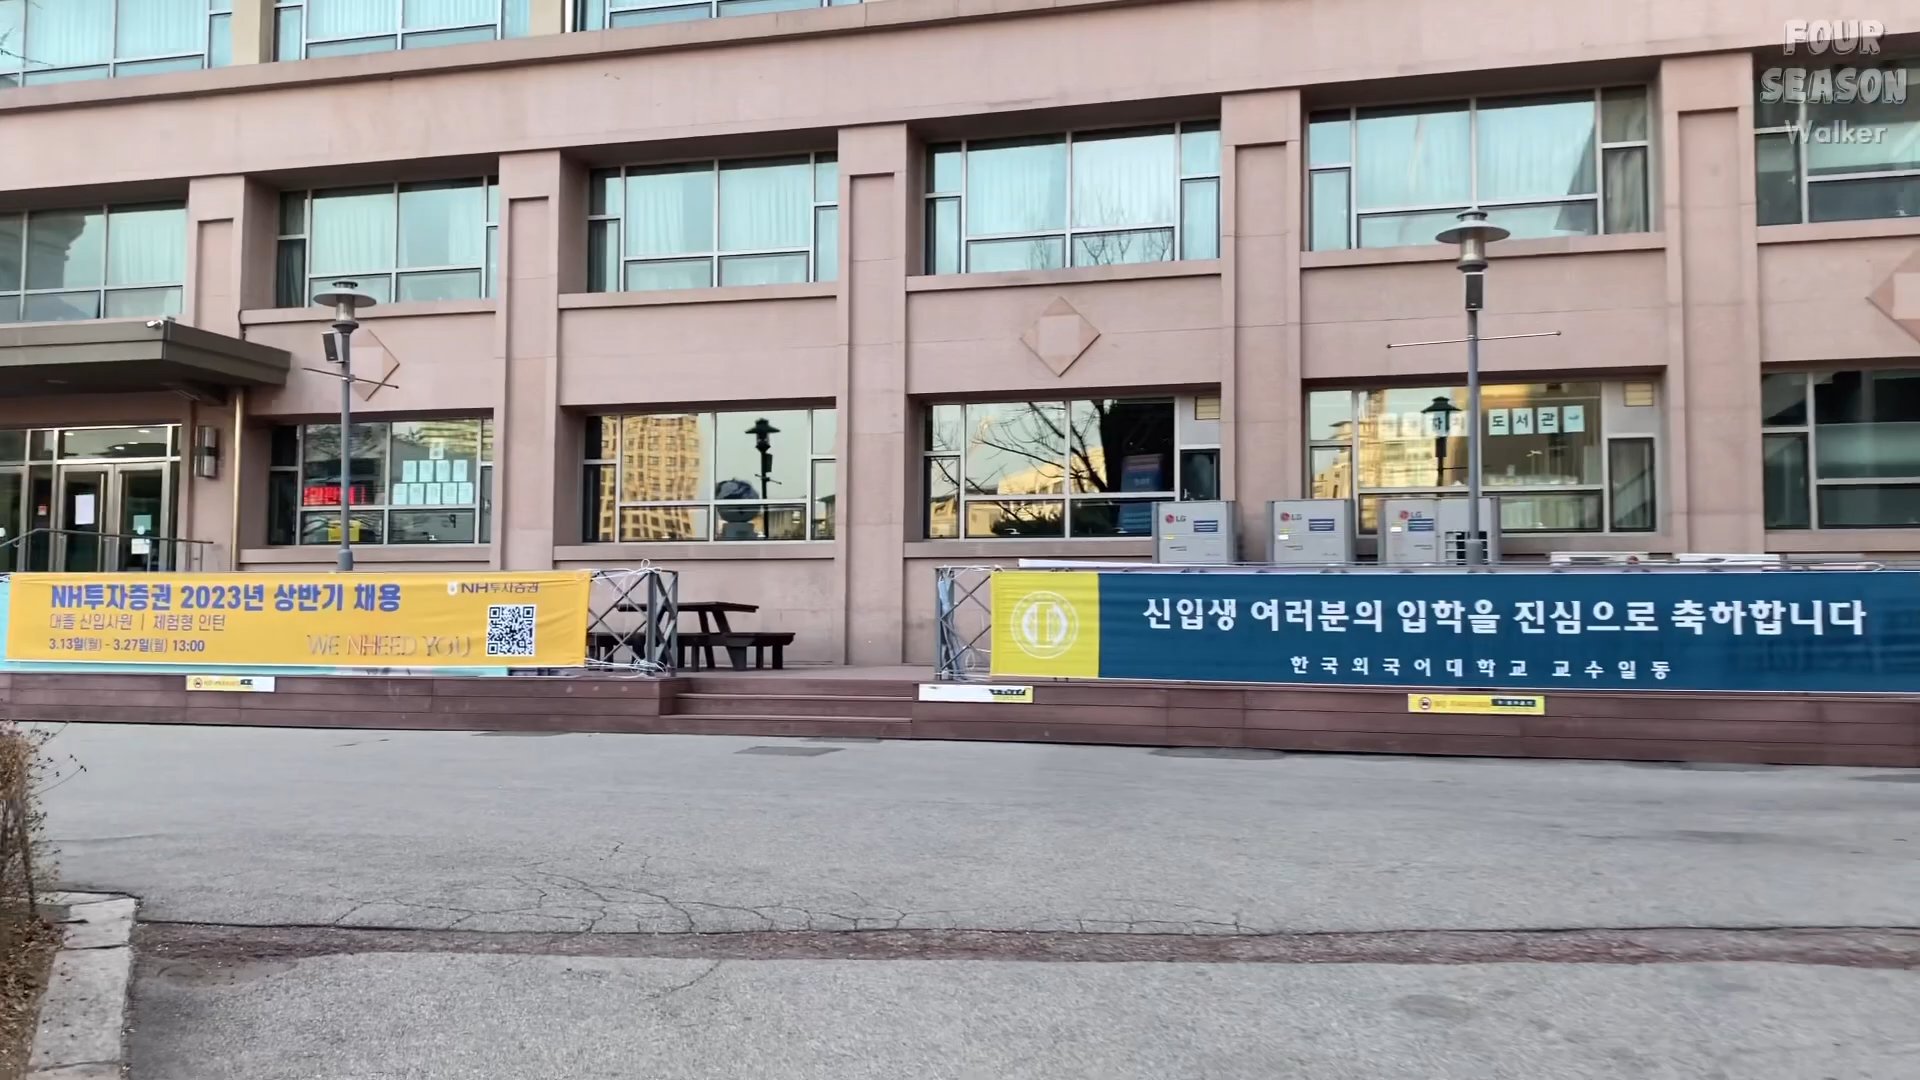 FOUR
SEASON
Walker
도서관
LG
LG
LG
NH투자증권 2023년 상반기 채용
NH투자증권
대졸 신입사원 | 체험형 인턴
3.13일(월) - 3.27일(월) 13:00
WE NHEED YOU
신입생 여러분의 입학을 진심으로 축하합니다
한국외국어대학교 교수일동